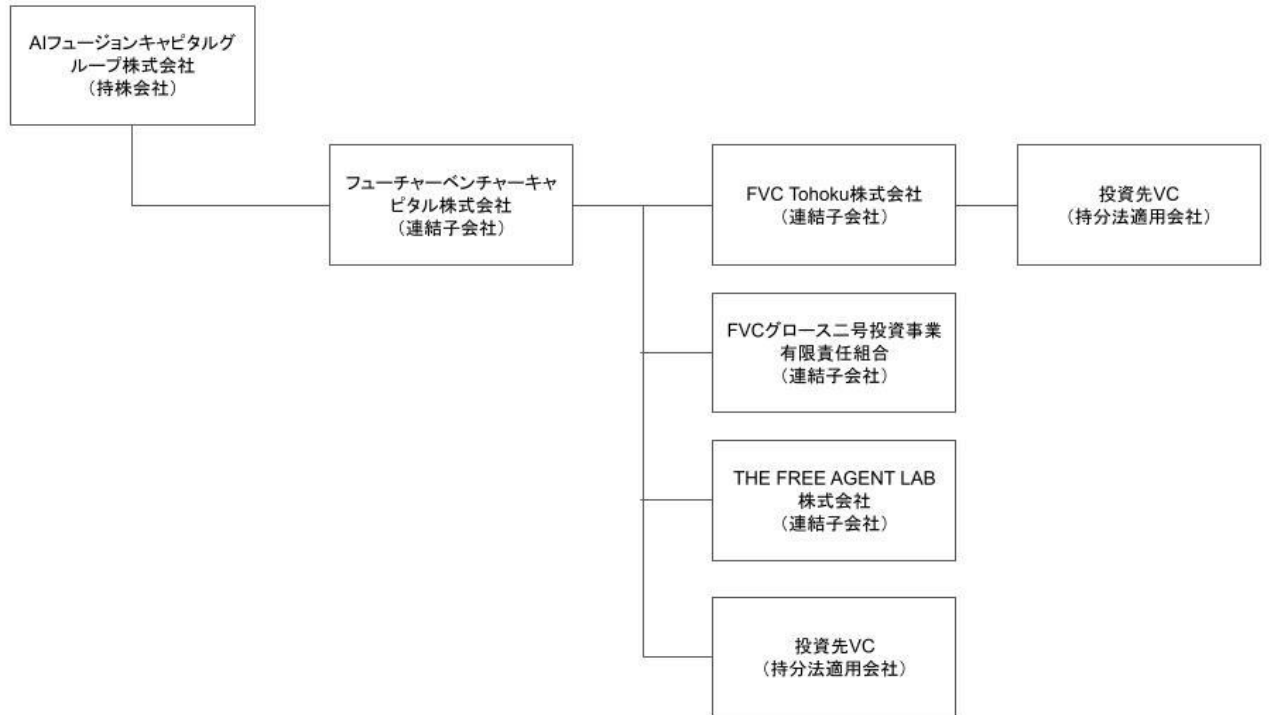 AIフュージョンキャピタルグ
ループ株式会社
（持株会社）
フューチャーベンチャーキャ
ピタル株式会社
（連結子会社）
FVC Tohoku株式会社
（連結子会社）
投資先VC
（持分法適用会社）
FVCグロース二号投資事業
有限責任組合
（連結子会社）
THE FREE AGENT LAB
株式会社
（連結子会社）
投資先VC
（持分法適用会社）